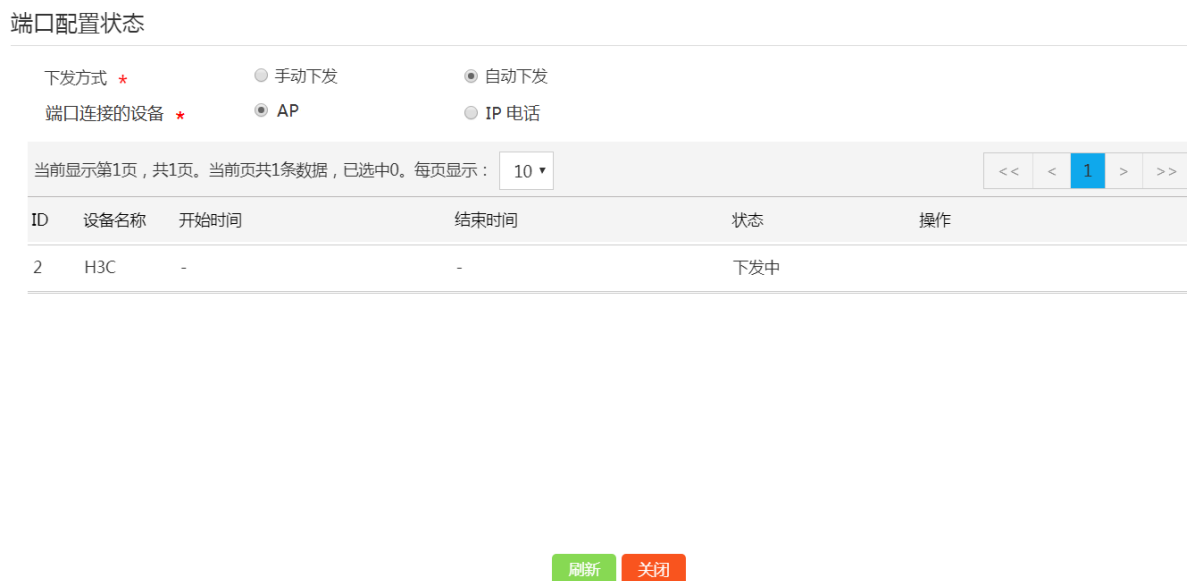 端口配置状态
下发方式 * 手动下发 自动下发
端口连接的设备 * AP IP 电话
当前显示第1页，共1页。当前页共1条数据，已选中0。每页显示： 10 << < 1 > >>
ID 设备名称 开始时间 结束时间 状态 操作
2 H3C - - 下发中
刷新 关闭